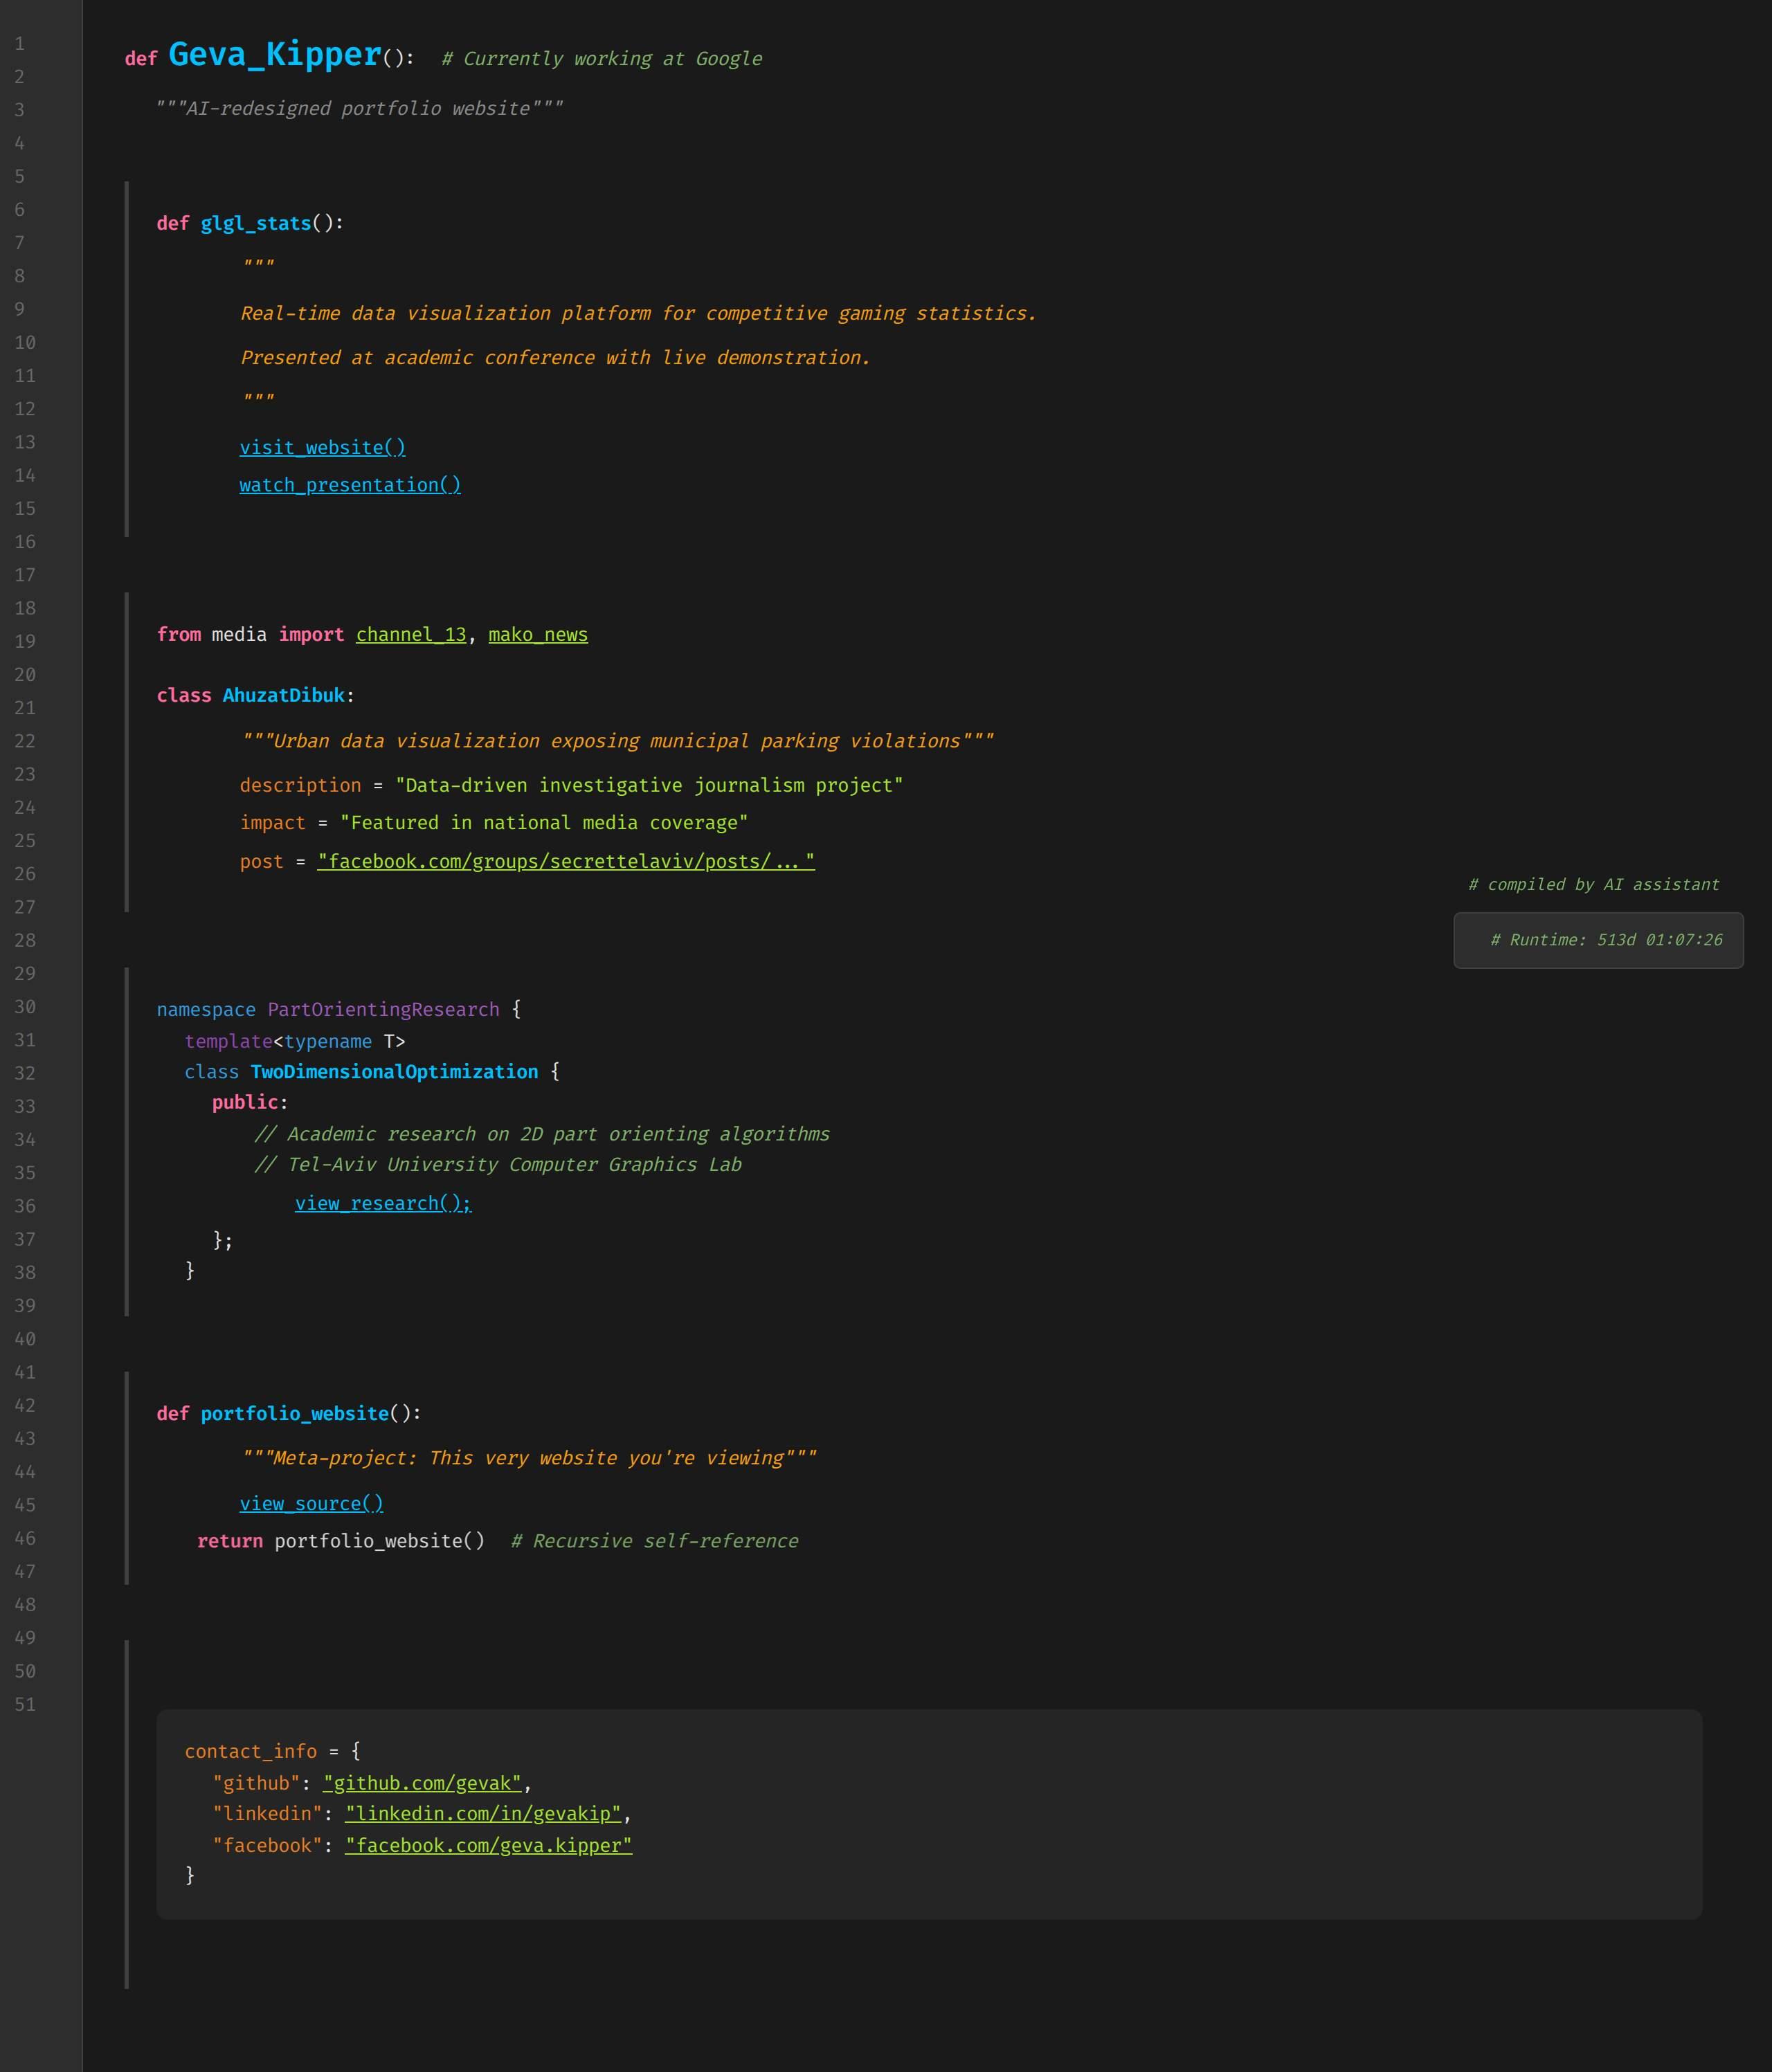 1
2
3
4
5
6
7
8
9
10
11
12
13
14
15
16
17
18
19
20
21
22
23
24
25
26
27
28
29
30
31
32
33
34
35
36
37
38
39
40
41
42
43
44
45
46
47
48
49
50
51
def Geva_Kipper():  # Currently working at Google
"""AI-redesigned portfolio website"""
def glgl_stats():
"""
Real-time data visualization platform for competitive gaming statistics.
Presented at academic conference with live demonstration.
"""
visit_website()
watch_presentation()
from media import channel_13, mako_news
class AhuzatDibuk:
"""Urban data visualization exposing municipal parking violations"""
description = "Data-driven investigative journalism project"
impact = "Featured in national media coverage"
post = "facebook.com/groups/secrettelaviv/posts/..."
# compiled by AI assistant
# Runtime: 513d 01:07:26
namespace PartOrientingResearch {
template<typename T>
class TwoDimensionalOptimization {
public:
// Academic research on 2D part orienting algorithms
// Tel-Aviv University Computer Graphics Lab
view_research();
};
}
def portfolio_website():
"""Meta-project: This very website you're viewing"""
view_source()
return portfolio_website()  # Recursive self-reference
contact_info = {
"github": "github.com/gevak",
"linkedin": "linkedin.com/in/gevakip",
"facebook": "facebook.com/geva.kipper"
}